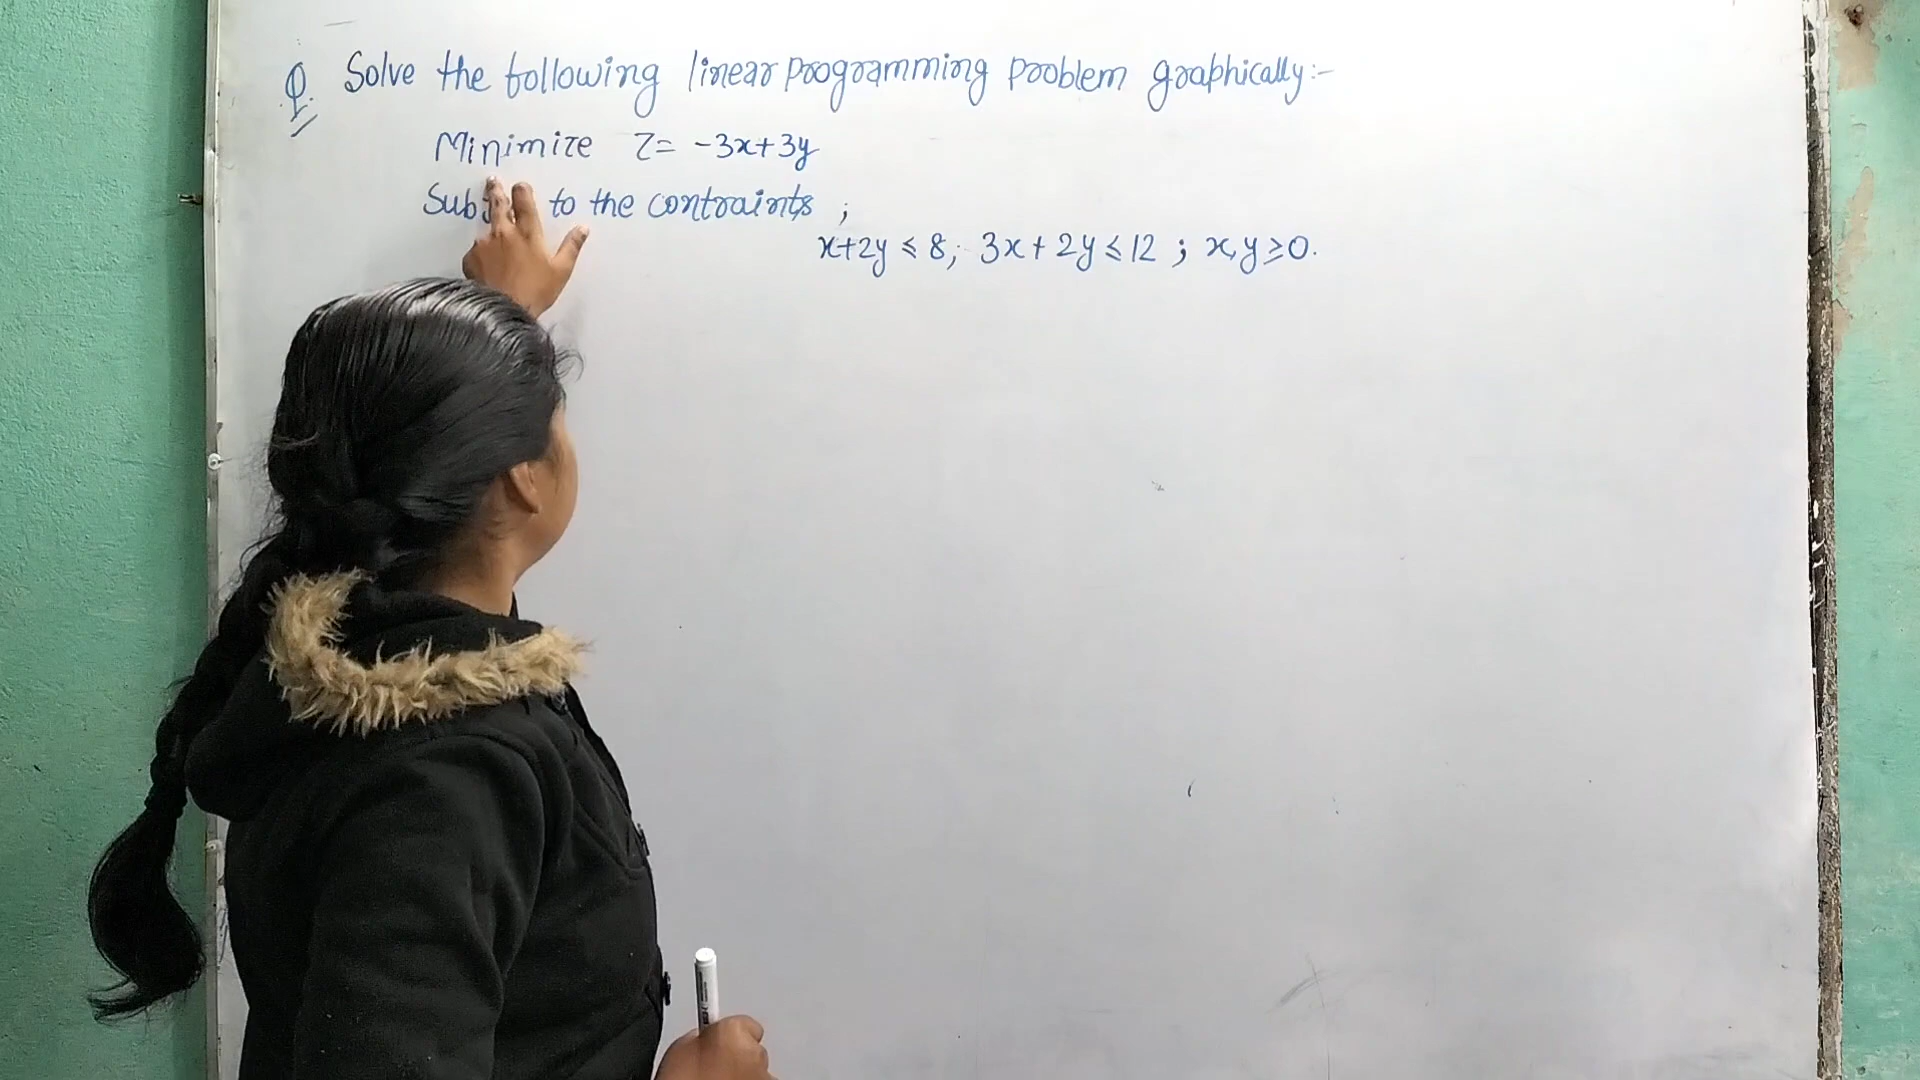 Q. Solve the following linear programming problem graphically:-
Minimize Z= -3x+3y
to the contraints ;
x+2y ≤ 8; 3x+2y ≤ 12 ; x,y ≥ 0.